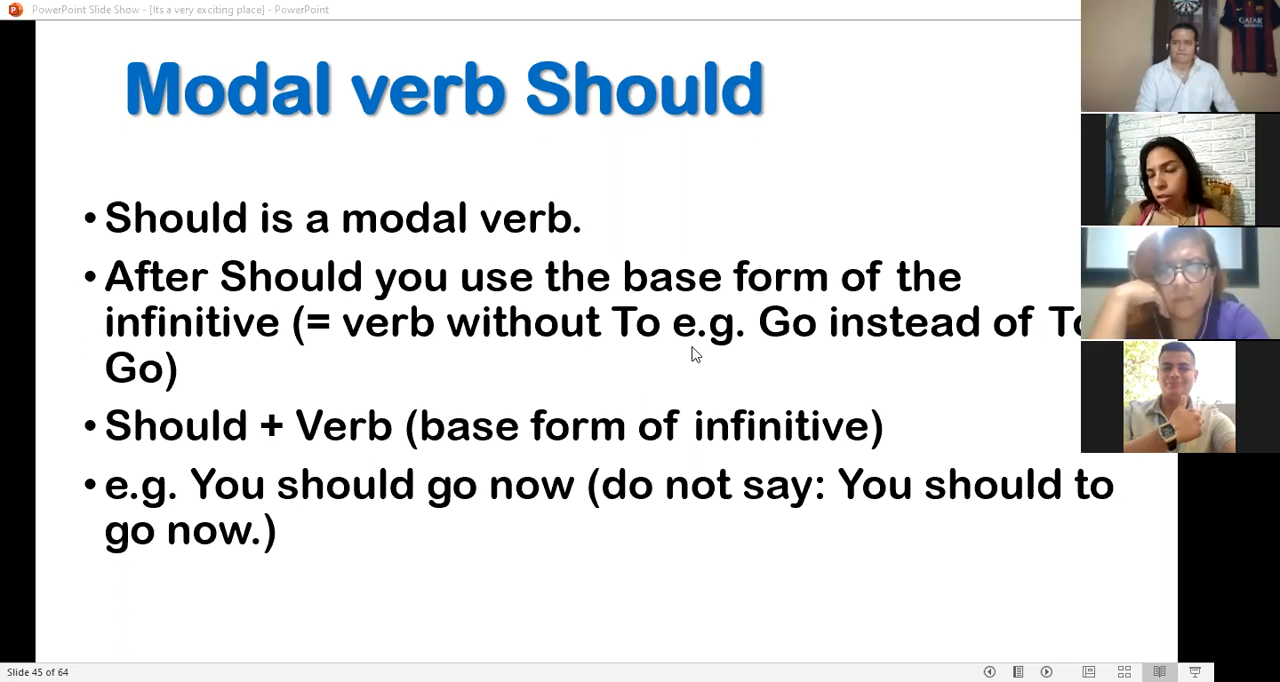 PowerPoint Slide Show - [Its a very exciting place] - PowerPoint
QATAR
Modal verb Should
• Should is a modal verb.
• After Should you use the base form of the
infinitive (= verb without To e.g. Go instead of To
Go)
• Should + Verb (base form of infinitive)
• e.g. You should go now (do not say: You should to
go now.)
Slide 45 of 64